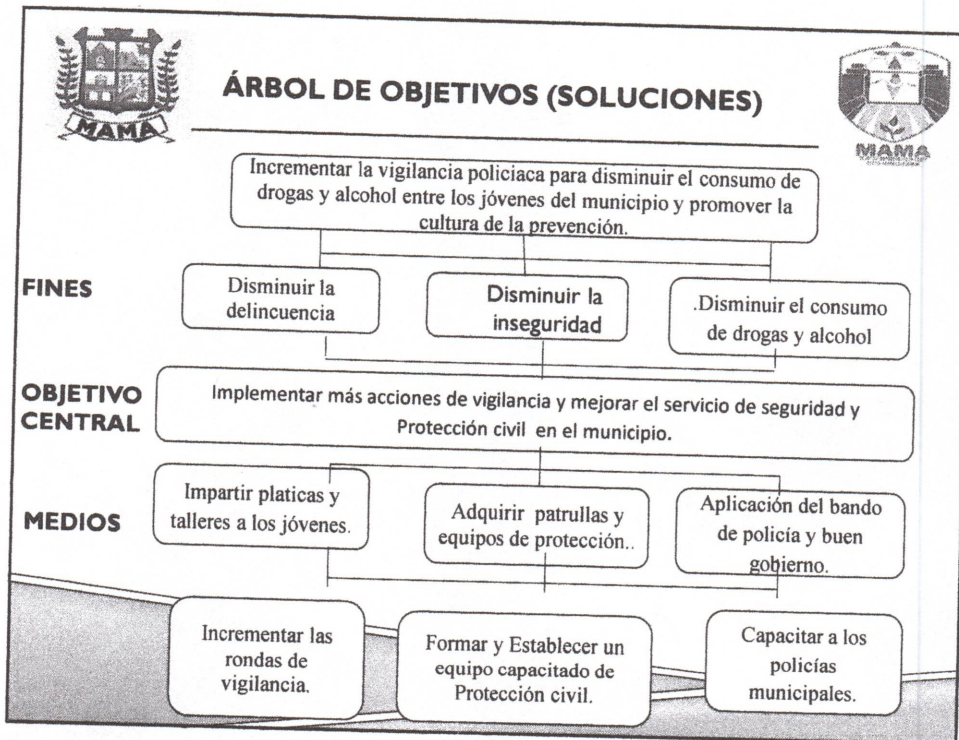 ÁRBOL DE OBJETIVOS (SOLUCIONES)
MAMA
MAMA
Incrementar la vigilancia policiaca para disminuir el consumo de
drogas y alcohol entre los jóvenes del municipio y promover la
cultura de la prevención.
FINES
Disminuir la
delincuencia
Disminuir la
inseguridad
.Disminuir el consumo
de drogas y alcohol
OBJETIVO
CENTRAL
Implementar más acciones de vigilancia y mejorar el servicio de seguridad y
Protección civil en el municipio.
MEDIOS
Impartir platicas y
talleres a los jóvenes.
Adquirir patrullas y
equipos de protección..
Aplicación del bando
de policía y buen
gobierno.
Incrementar las
rondas de
vigilancia.
Formar y Establecer un
equipo capacitado de
Protección civil.
Capacitar a los
policías
municipales.